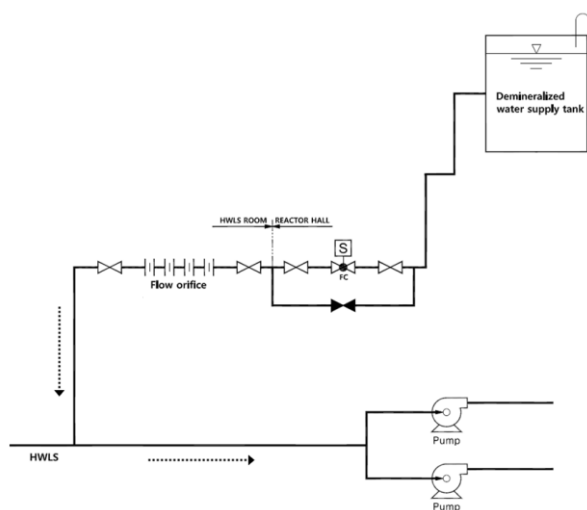 Demineralized
water supply tank
HWLS ROOM
REACTOR HALL
S
FC
Flow orifice
Pump
HWLS
Pump